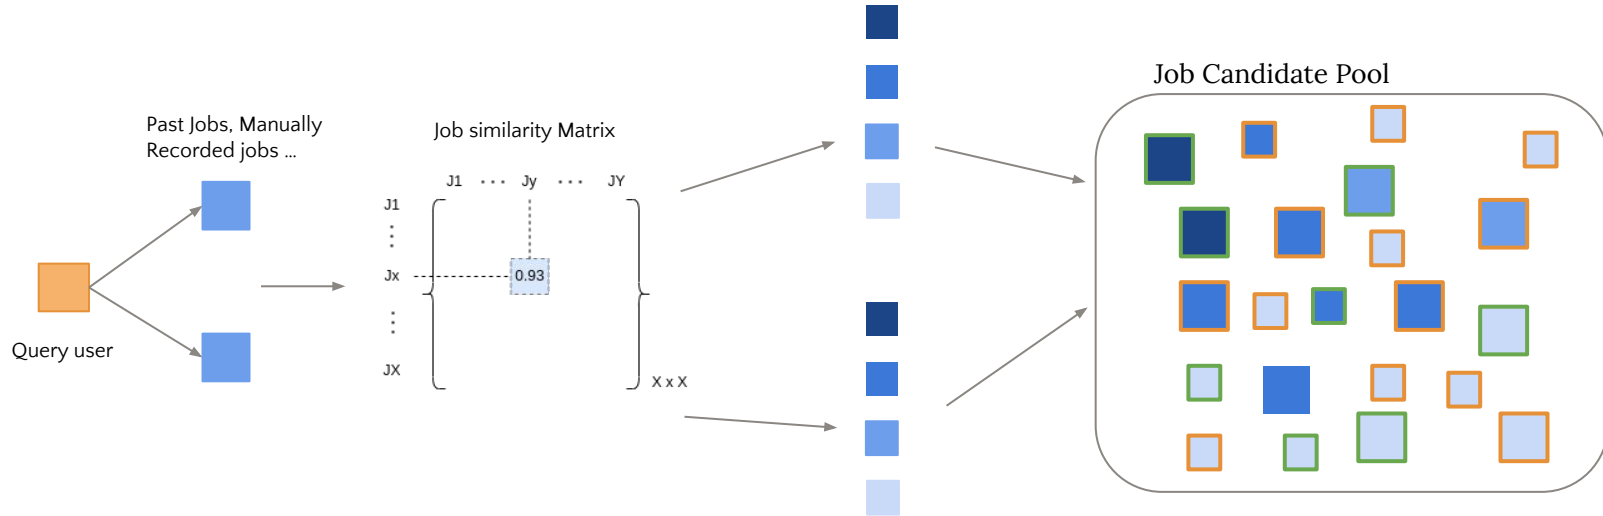 Job Candidate Pool
Past Jobs, Manually
Recorded jobs ...
Job similarity Matrix
J1 ··· Jy ··· JY
J1
⋮
Jx
0.93
⋮
JX
X x X
Query user